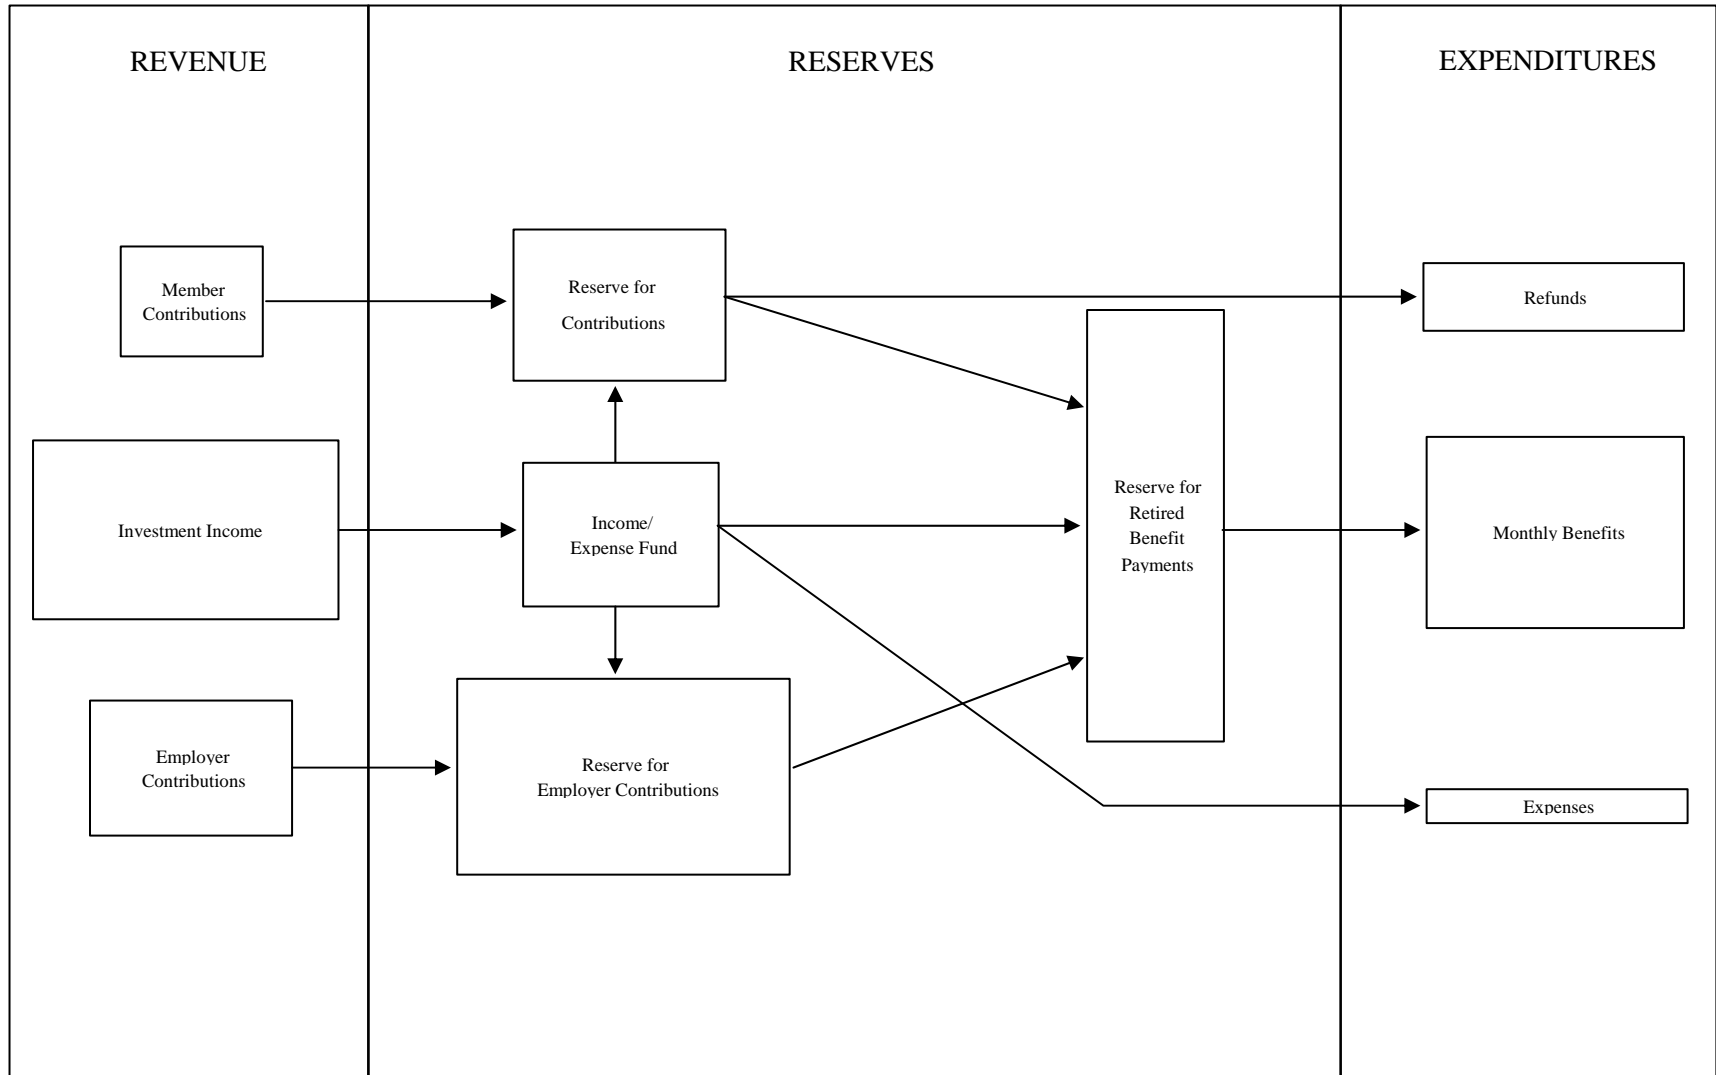 REVENUE
RESERVES
EXPENDITURES
Member
Contributions
Reserve for
Contributions
Refunds
Investment Income
Income/
Expense Fund
Reserve for
Retired
Benefit
Payments
Monthly Benefits
Employer
Contributions
Reserve for
Employer Contributions
Expenses